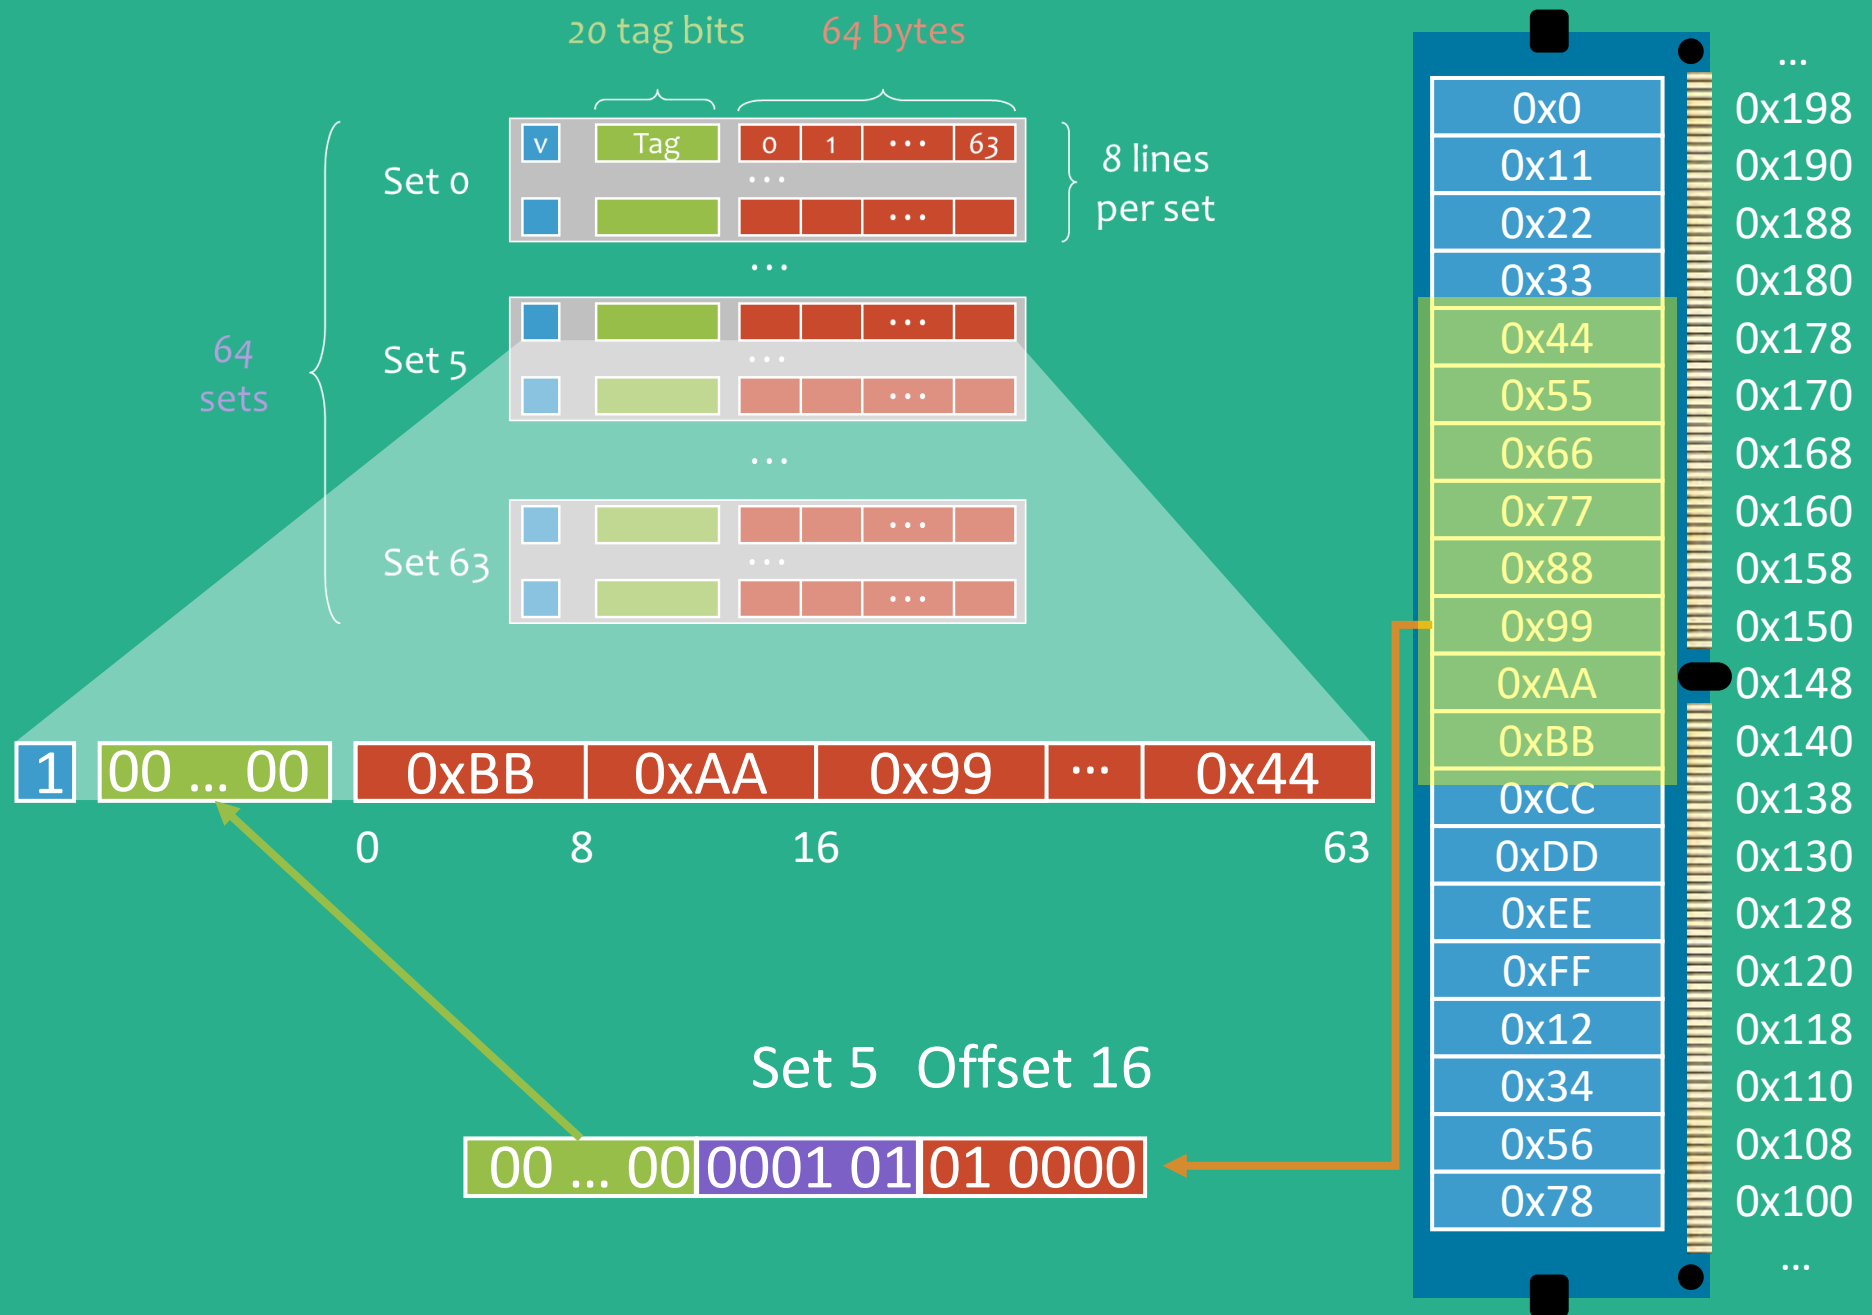 20 tag bits 64 bytes
v Tag 0 1 ... 63
...
Set 0
8 lines
per set
...
64
sets
...
Set 5
...
...
...
...
Set 63
...
...
...
1 00 ... 00 0xBB 0xAA 0x99 ... 0x44
0 8 16 63
Set 5 Offset 16
00 ... 00 0001 01 01 0000
...
0x0 0x198
0x11 0x190
0x22 0x188
0x33 0x180
0x44 0x178
0x55 0x170
0x66 0x168
0x77 0x160
0x88 0x158
0x99 0x150
0xAA 0x148
0xBB 0x140
0xCC 0x138
0xDD 0x130
0xEE 0x128
0xFF 0x120
0x12 0x118
0x34 0x110
0x56 0x108
0x78 0x100
...